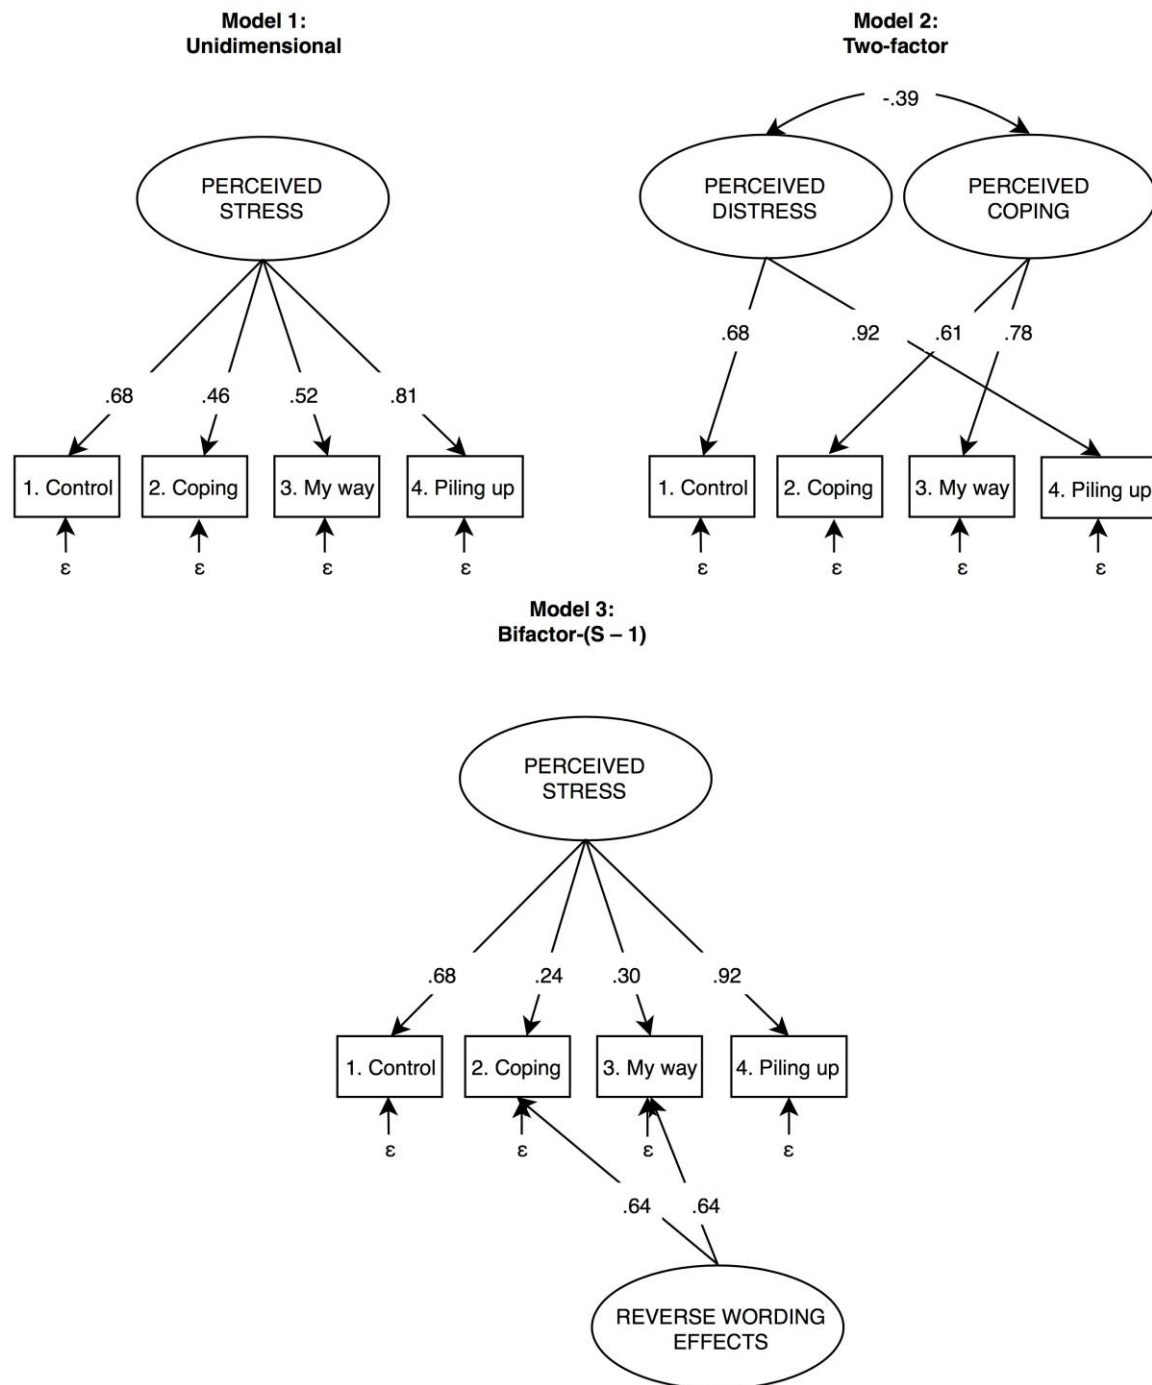 Model 1:
Unidimensional
PERCEIVED
STRESS
.68
.46
.52
.81
1. Control
2. Coping
3. My way
4. Piling up
ε
ε
ε
ε
Model 2:
Two-factor
-.39
PERCEIVED
DISTRESS
PERCEIVED
COPING
.68
.92
.61
.78
1. Control
2. Coping
3. My way
4. Piling up
ε
ε
ε
ε
Model 3:
Bifactor-(S – 1)
PERCEIVED
STRESS
.68
.24
.30
.92
1. Control
2. Coping
3. My way
4. Piling up
ε
ε
ε
ε
.64
.64
REVERSE WORDING
EFFECTS